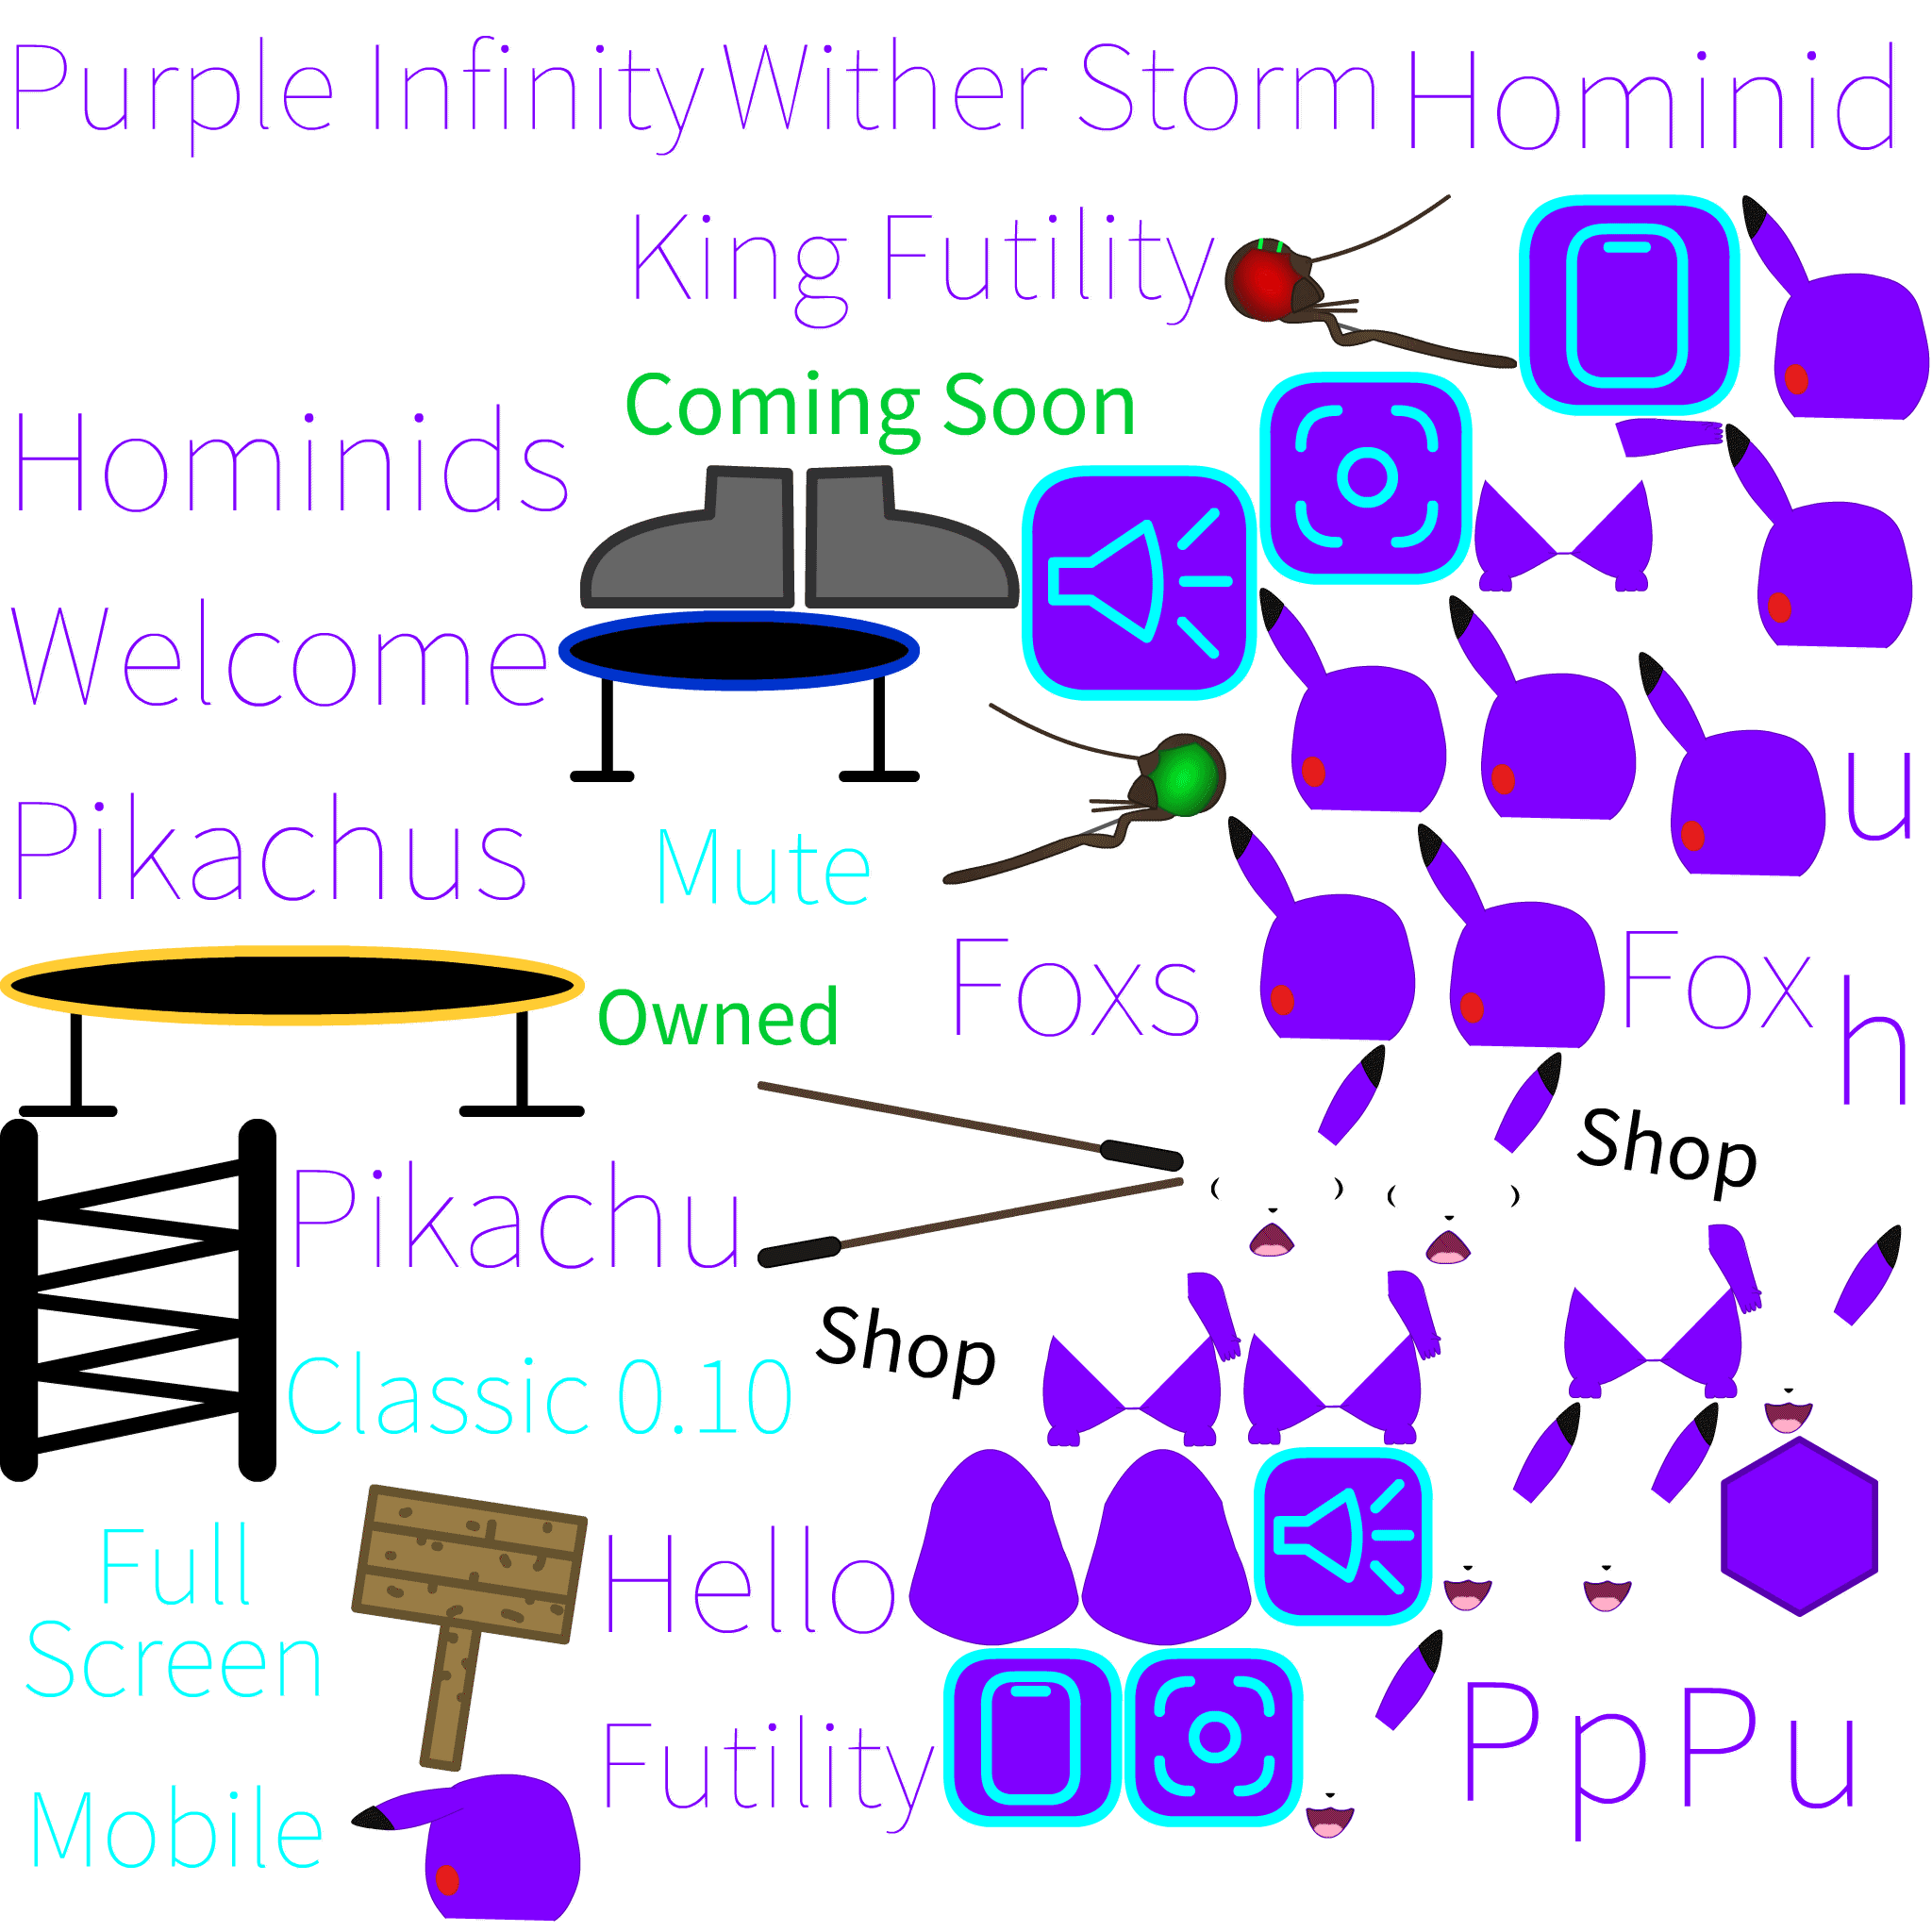 Purple Infinity Wither Storm Hominid
King Futility
Coming Soon
Hominids
Welcome
Pikachus
u
Mute
Foxs
Fox
Owned
h
Shop
Pikachu
Shop
Classic 0.10
Full
Screen
Hello
Futility
P
p
P
u
Mobile